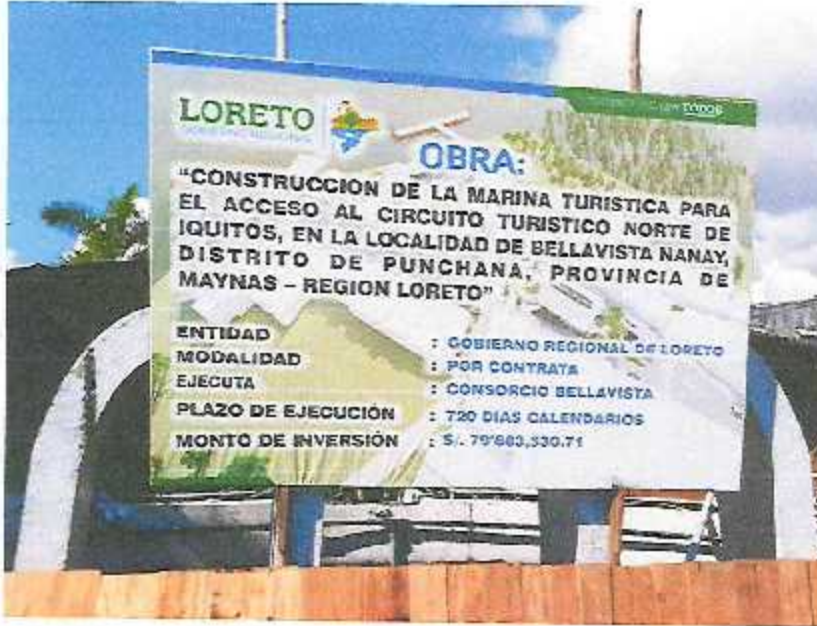 LORETO
GOBIERNO REGIONAL
OBRA:
"CONSTRUCCION DE LA MARINA TURISTICA PARA
EL ACCESO AL CIRCUITO TURISTICO NORTE DE
IQUITOS, EN LA LOCALIDAD DE BELLAVISTA NANAY,
DISTRITO DE PUNCHANA, PROVINCIA DE
MAYNAS – REGION LORETO"
ENTIDAD : GOBIERNO REGIONAL DE LORETO
MODALIDAD : POR CONTRATA
EJECUTA : CONSORCIO BELLAVISTA
PLAZO DE EJECUCIÓN : 720 DIAS CALENDARIOS
MONTO DE INVERSIÓN : S/.